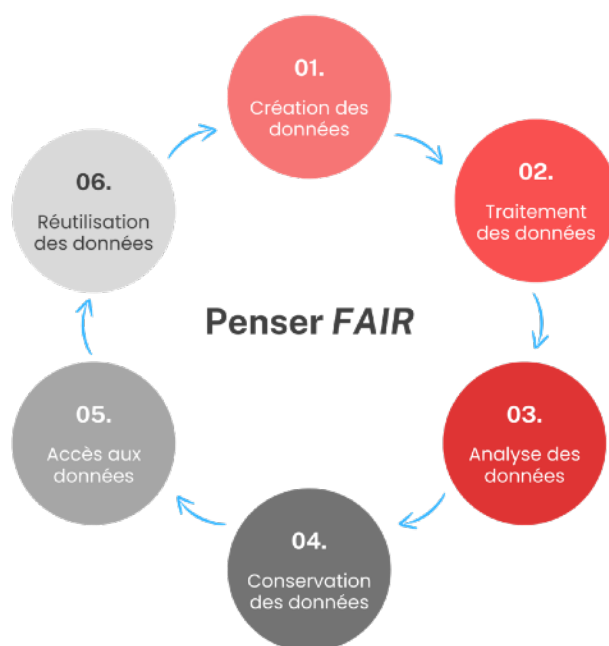 01.
Création des
données
02.
Traitement
des données
03.
Analyse des
données
04.
Conservation
des données
05.
Accès aux
données
06.
Réutilisation
des données
Penser FAIR